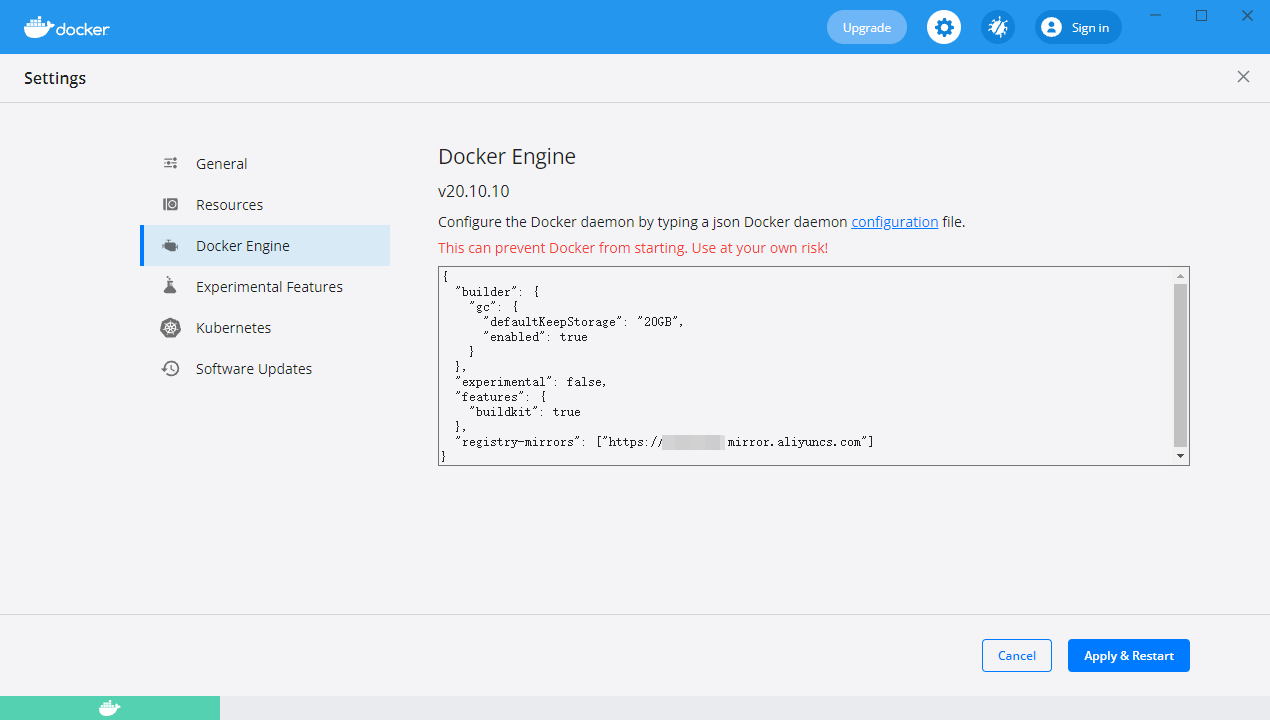 docker
Upgrade
Sign in
Settings
General
Resources
Docker Engine
Experimental Features
Kubernetes
Software Updates
Docker Engine
v20.10.10
Configure the Docker daemon by typing a json Docker daemon configuration file.
This can prevent Docker from starting. Use at your own risk!
{
"builder": {
"gc": {
"defaultKeepStorage": "20GB",
"enabled": true
}
},
"experimental": false,
"features": {
"buildkit": true
},
"registry-mirrors": ["https:// mirror.aliyuncs.com"]
}
Cancel
Apply & Restart